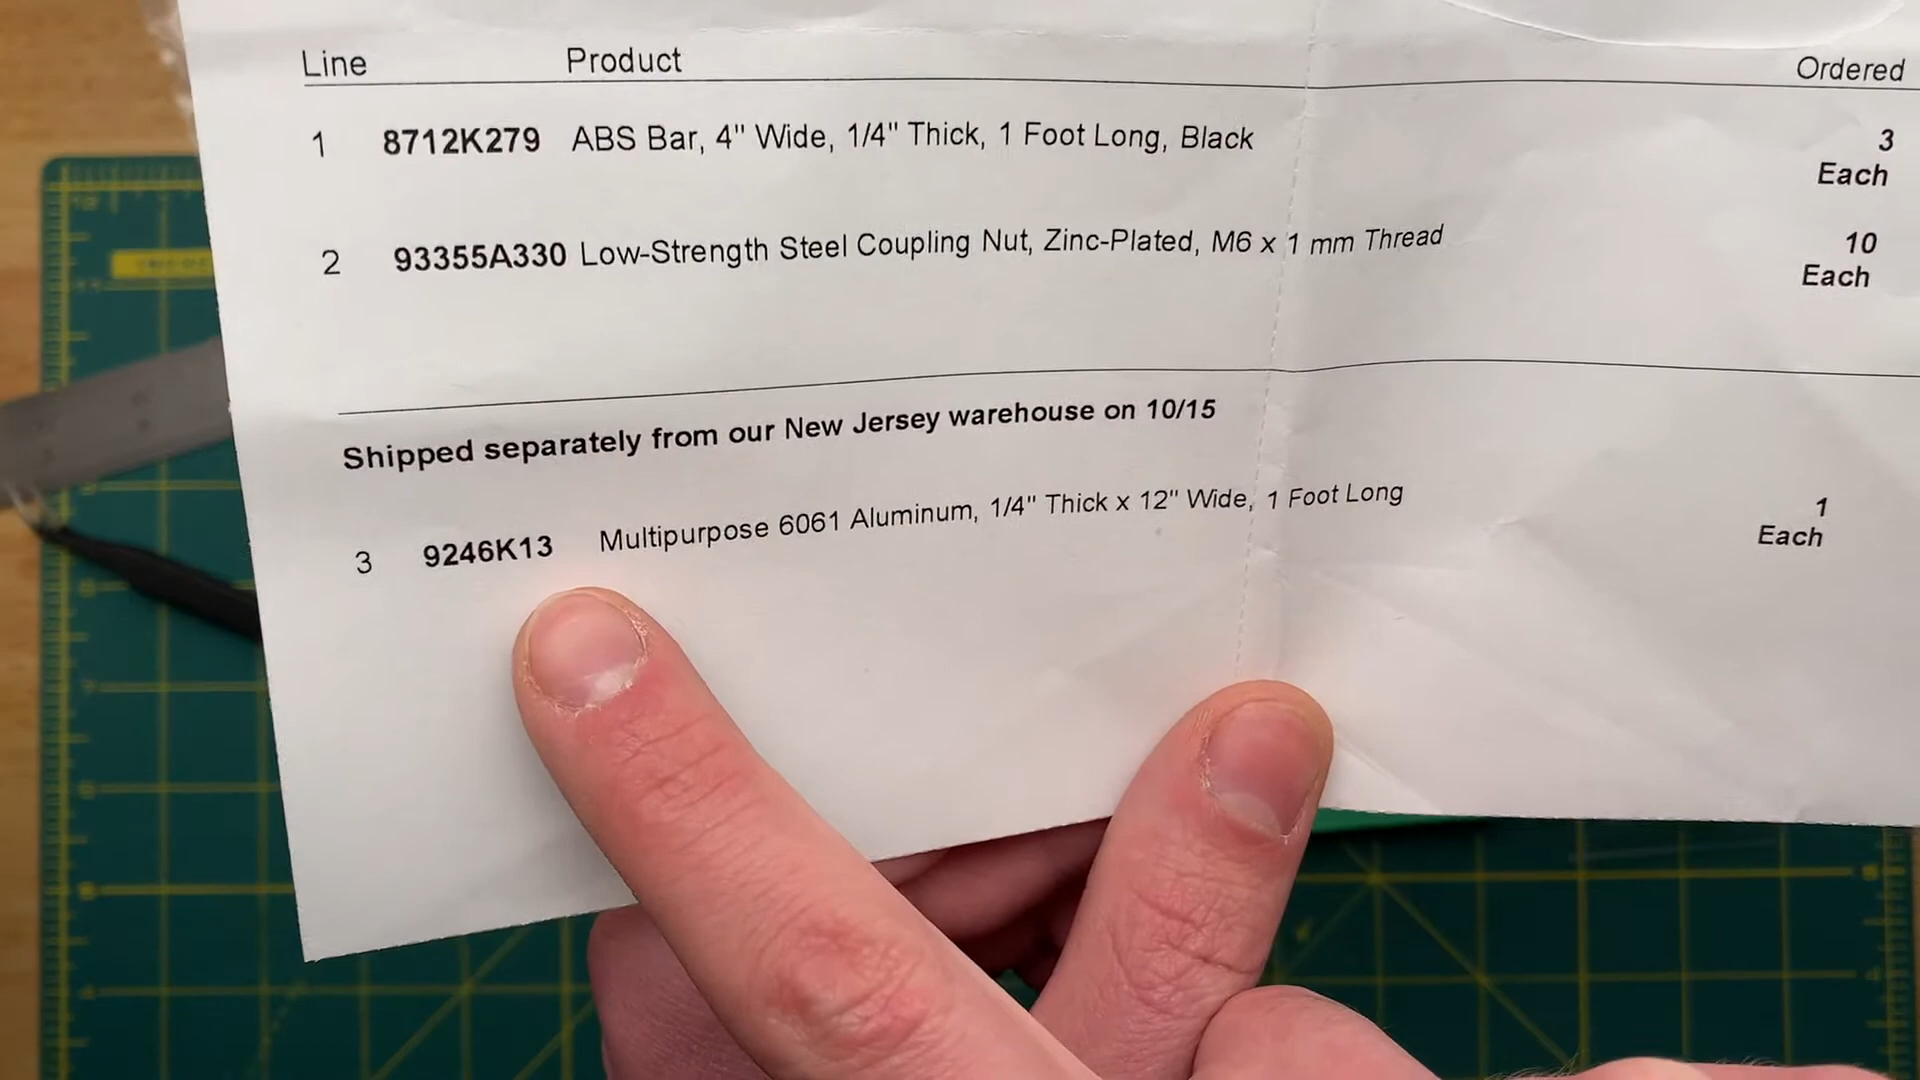 Line Product Ordered
1 8712K279 ABS Bar, 4" Wide, 1/4" Thick, 1 Foot Long, Black 3
Each
2 93355A330 Low-Strength Steel Coupling Nut, Zinc-Plated, M6 x 1 mm Thread 10
Each
Shipped separately from our New Jersey warehouse on 10/15
3 9246K13 Multipurpose 6061 Aluminum, 1/4" Thick x 12" Wide, 1 Foot Long 1
Each